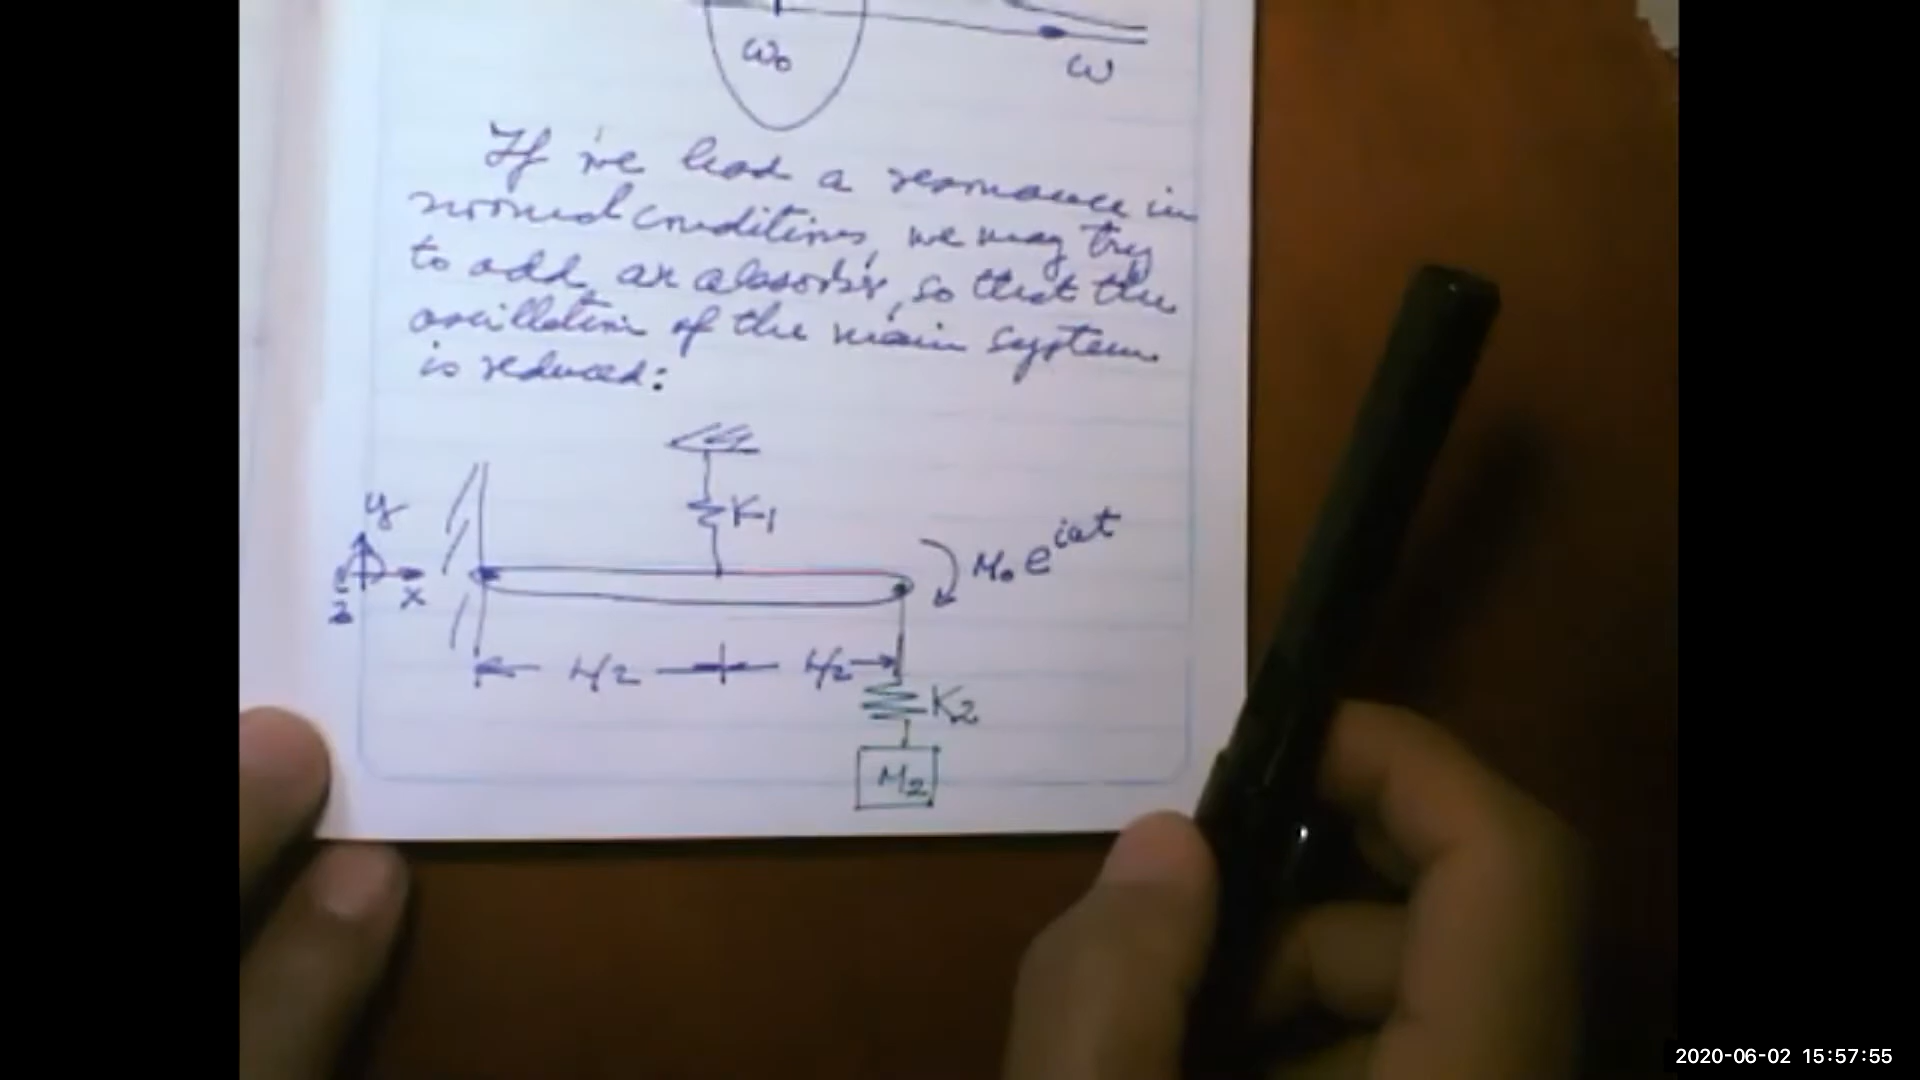 ω₀
ω
If we had a resonance in
normal conditions, we may try
to add an absorber, so that the
oscillation of the main system
is reduced:
K1
y
M₀ e^iωt
x
z
L/2 L/2
K2
M2
2020-06-02 15:57:55